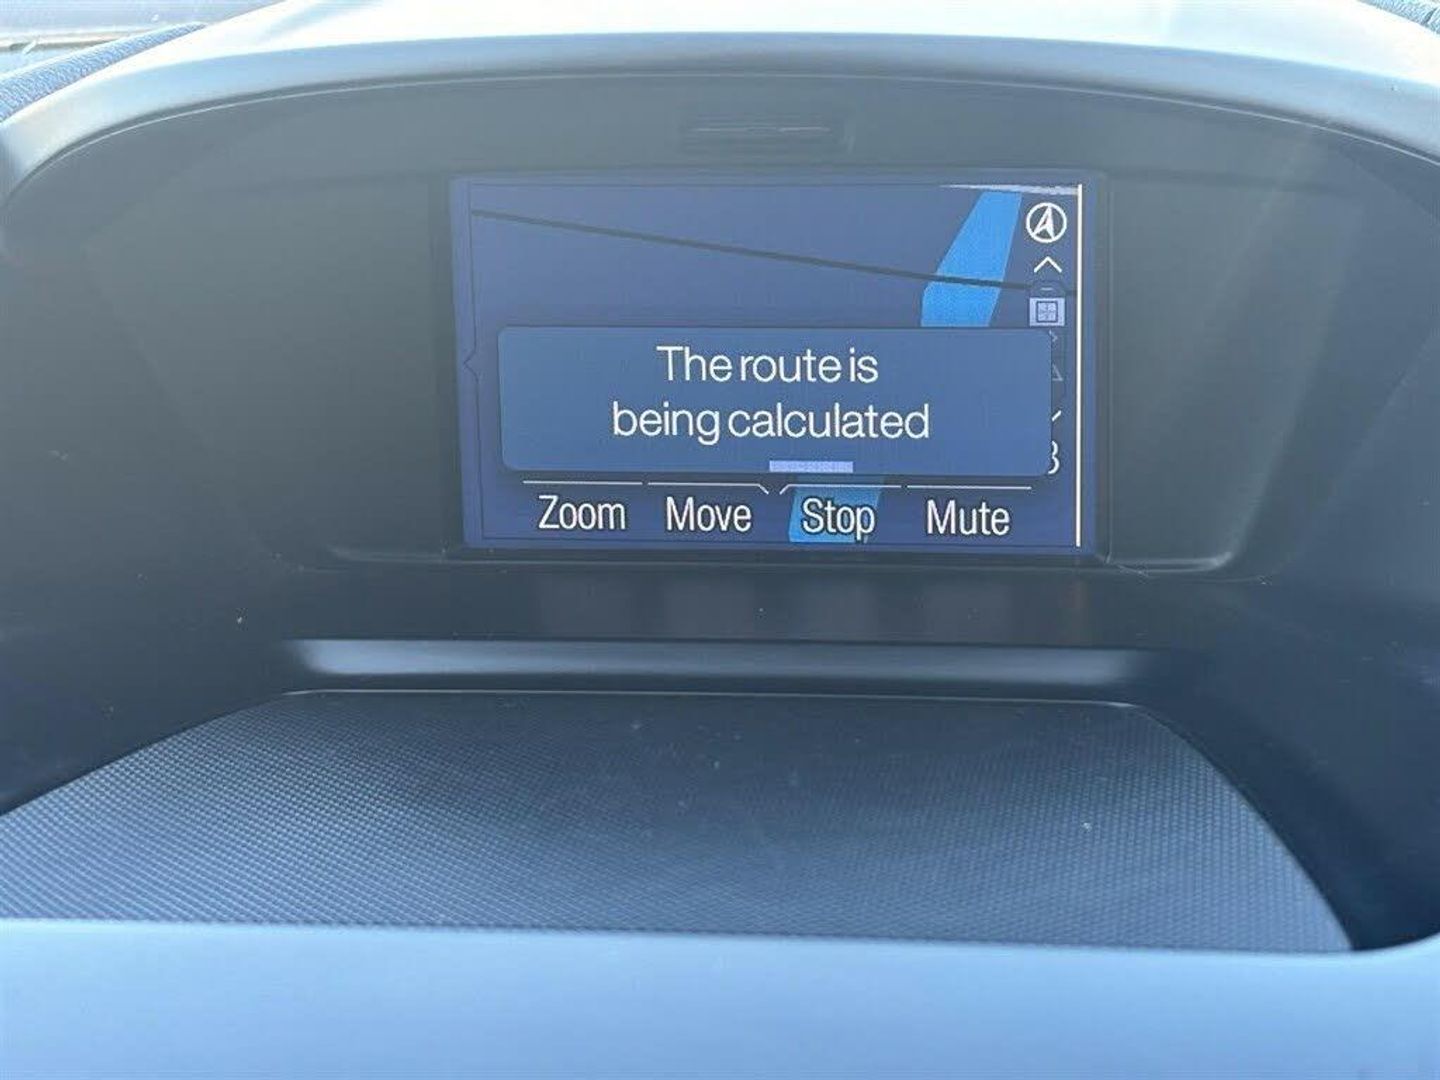 The route is
being calculated
Zoom Move Stop Mute